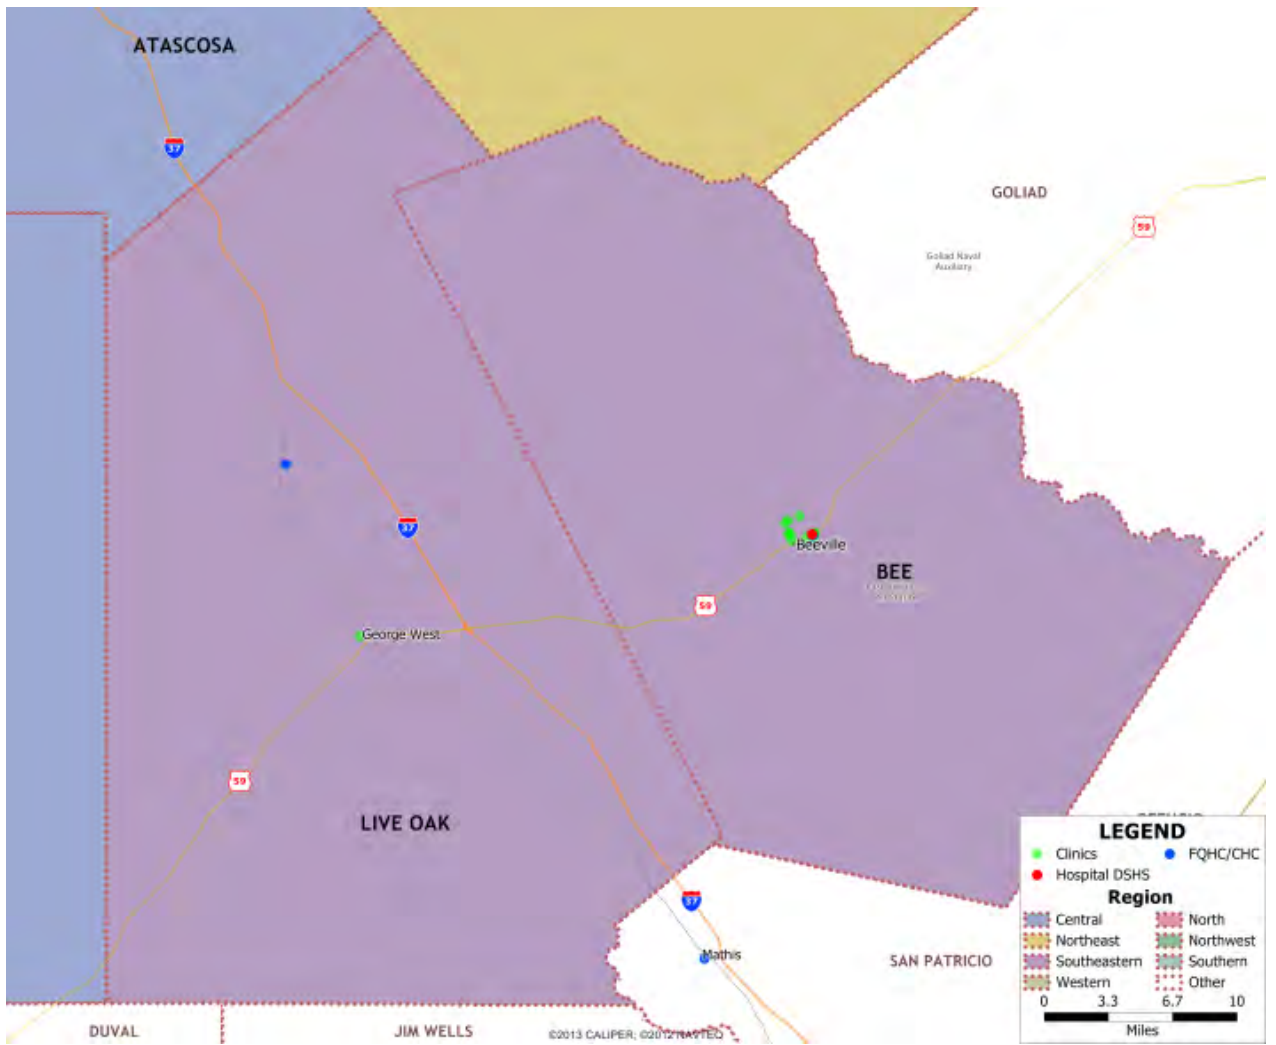 ATASCOSA
37
GOLIAD
59
Goliad Naval
Auxiliary
37
Beeville
BEE
59
George West
59
LIVE OAK
37
Mathis
SAN PATRICIO
DUVAL
JIM WELLS
©2013 CALIPER; ©2012 NAVTEQ
LEGEND
Clinics
FQHC/CHC
Hospital DSHS
Region
Central
North
Northeast
Northwest
Southeastern
Southern
Western
Other
0 3.3 6.7 10
Miles